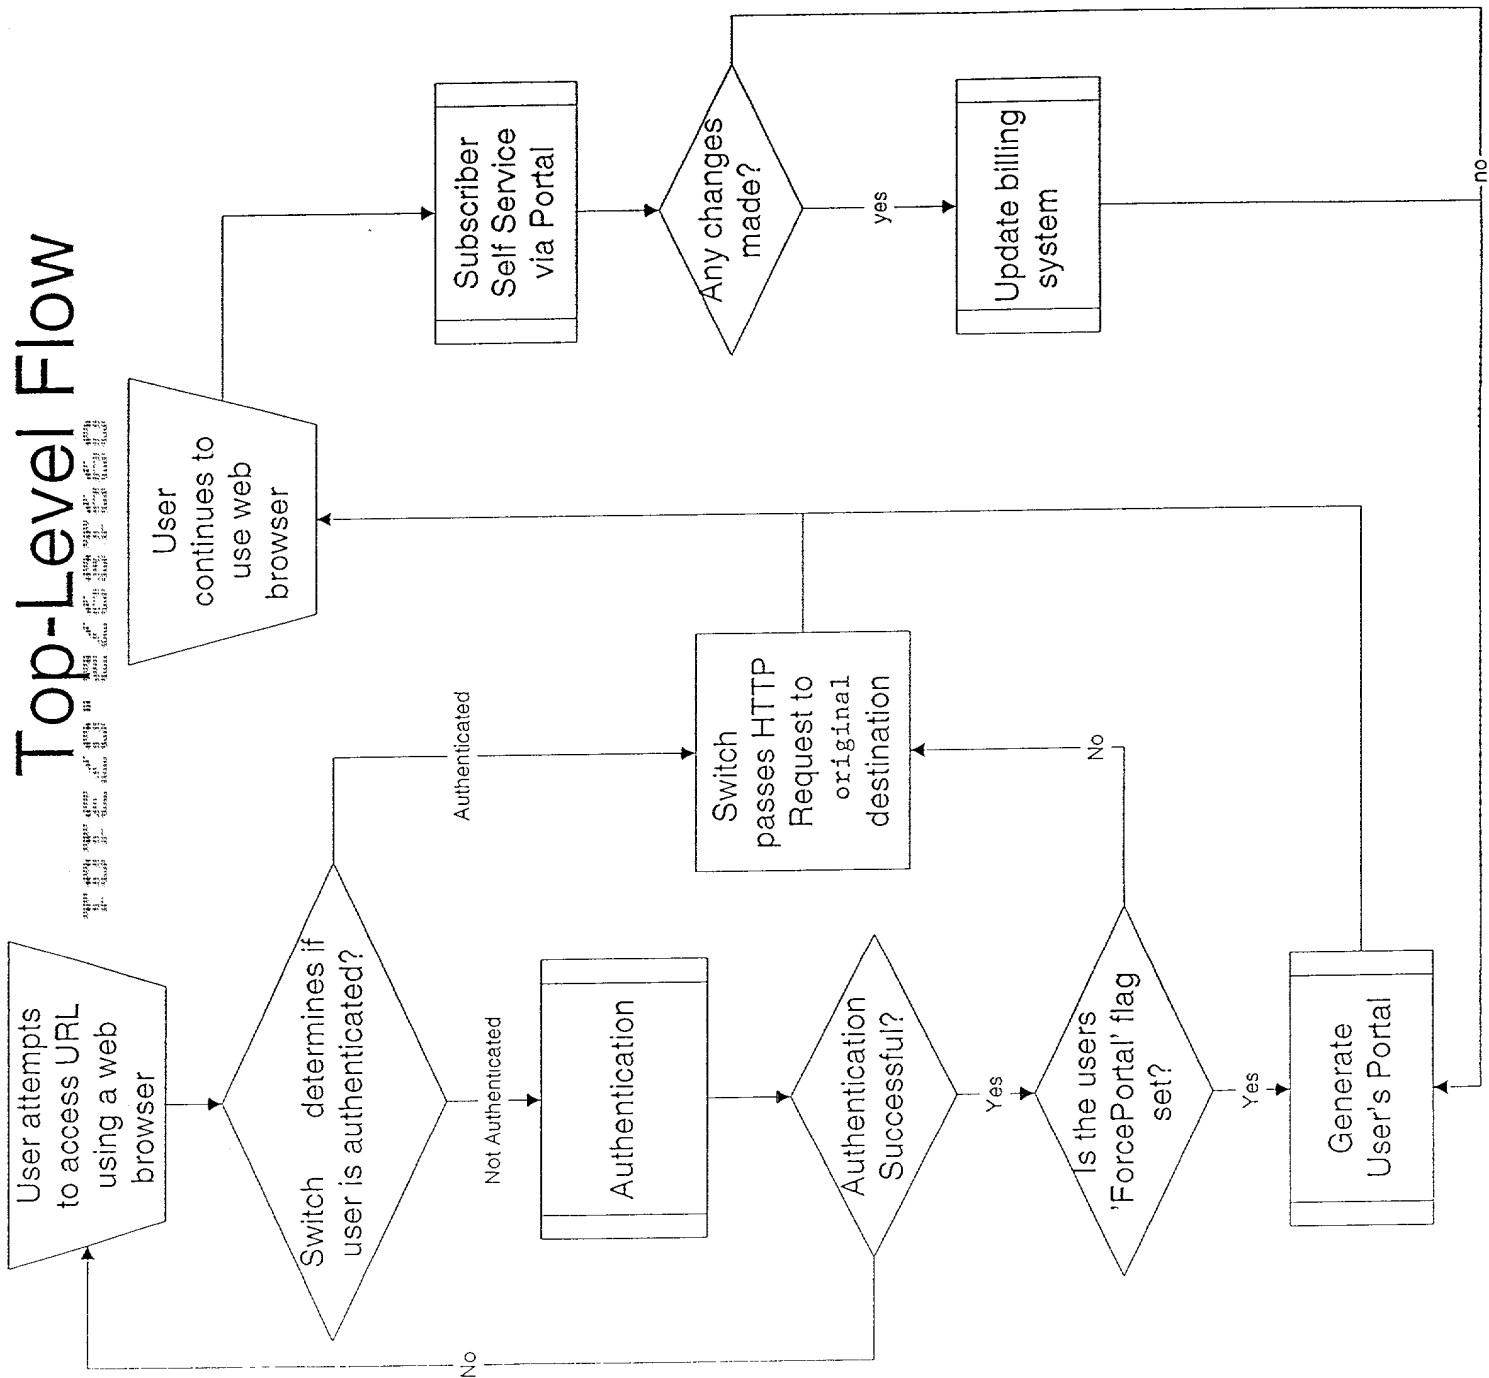 Top-Level Flow
User attempts
to access URL
using a web
browser
Switch determines if
user is authenticated?
Authenticated
Not Authenticated
Authentication
Authentication
Successful?
No
Yes
Is the users
'ForcePortal' flag
set?
No
Yes
Generate
User's Portal
Switch
passes HTTP
Request to
original
destination
User
continues to
use web
browser
Subscriber
Self Service
via Portal
Any changes
made?
yes
Update billing
system
no